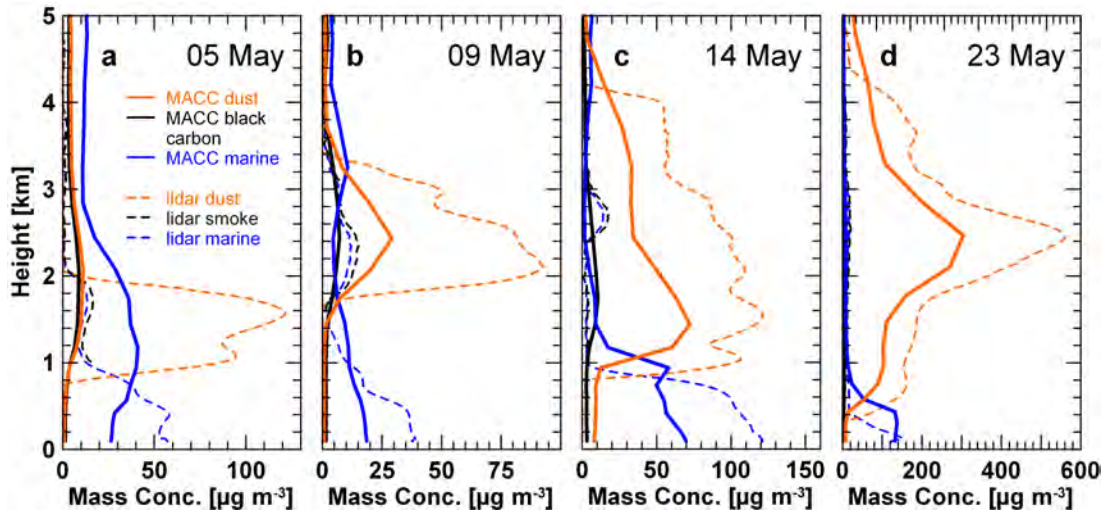 a 05 May
b 09 May
c 14 May
d 23 May
MACC dust
MACC black
carbon
MACC marine
lidar dust
lidar smoke
lidar marine
Height [km]
5
4
3
2
1
0
0 50 100
0 25 50 75
0 50 100 150
0 200 400 600
Mass Conc. [µg m-3]
Mass Conc. [µg m-3]
Mass Conc. [µg m-3]
Mass Conc. [µg m-3]